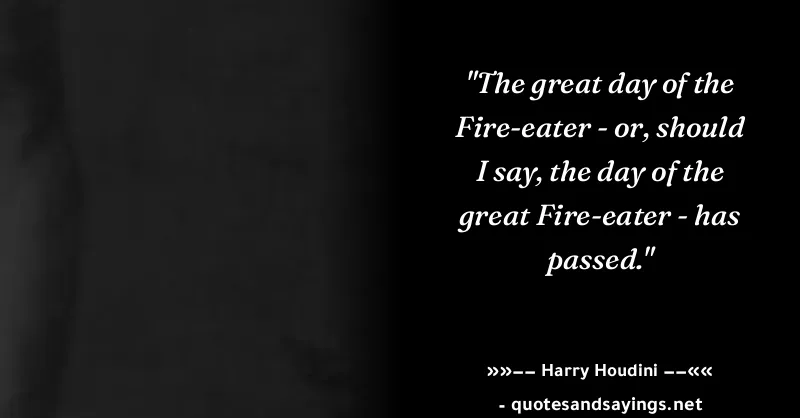 "The great day of the
Fire-eater - or, should
I say, the day of the
great Fire-eater - has
passed."
»»–– Harry Houdini ––««
- quotesandsayings.net